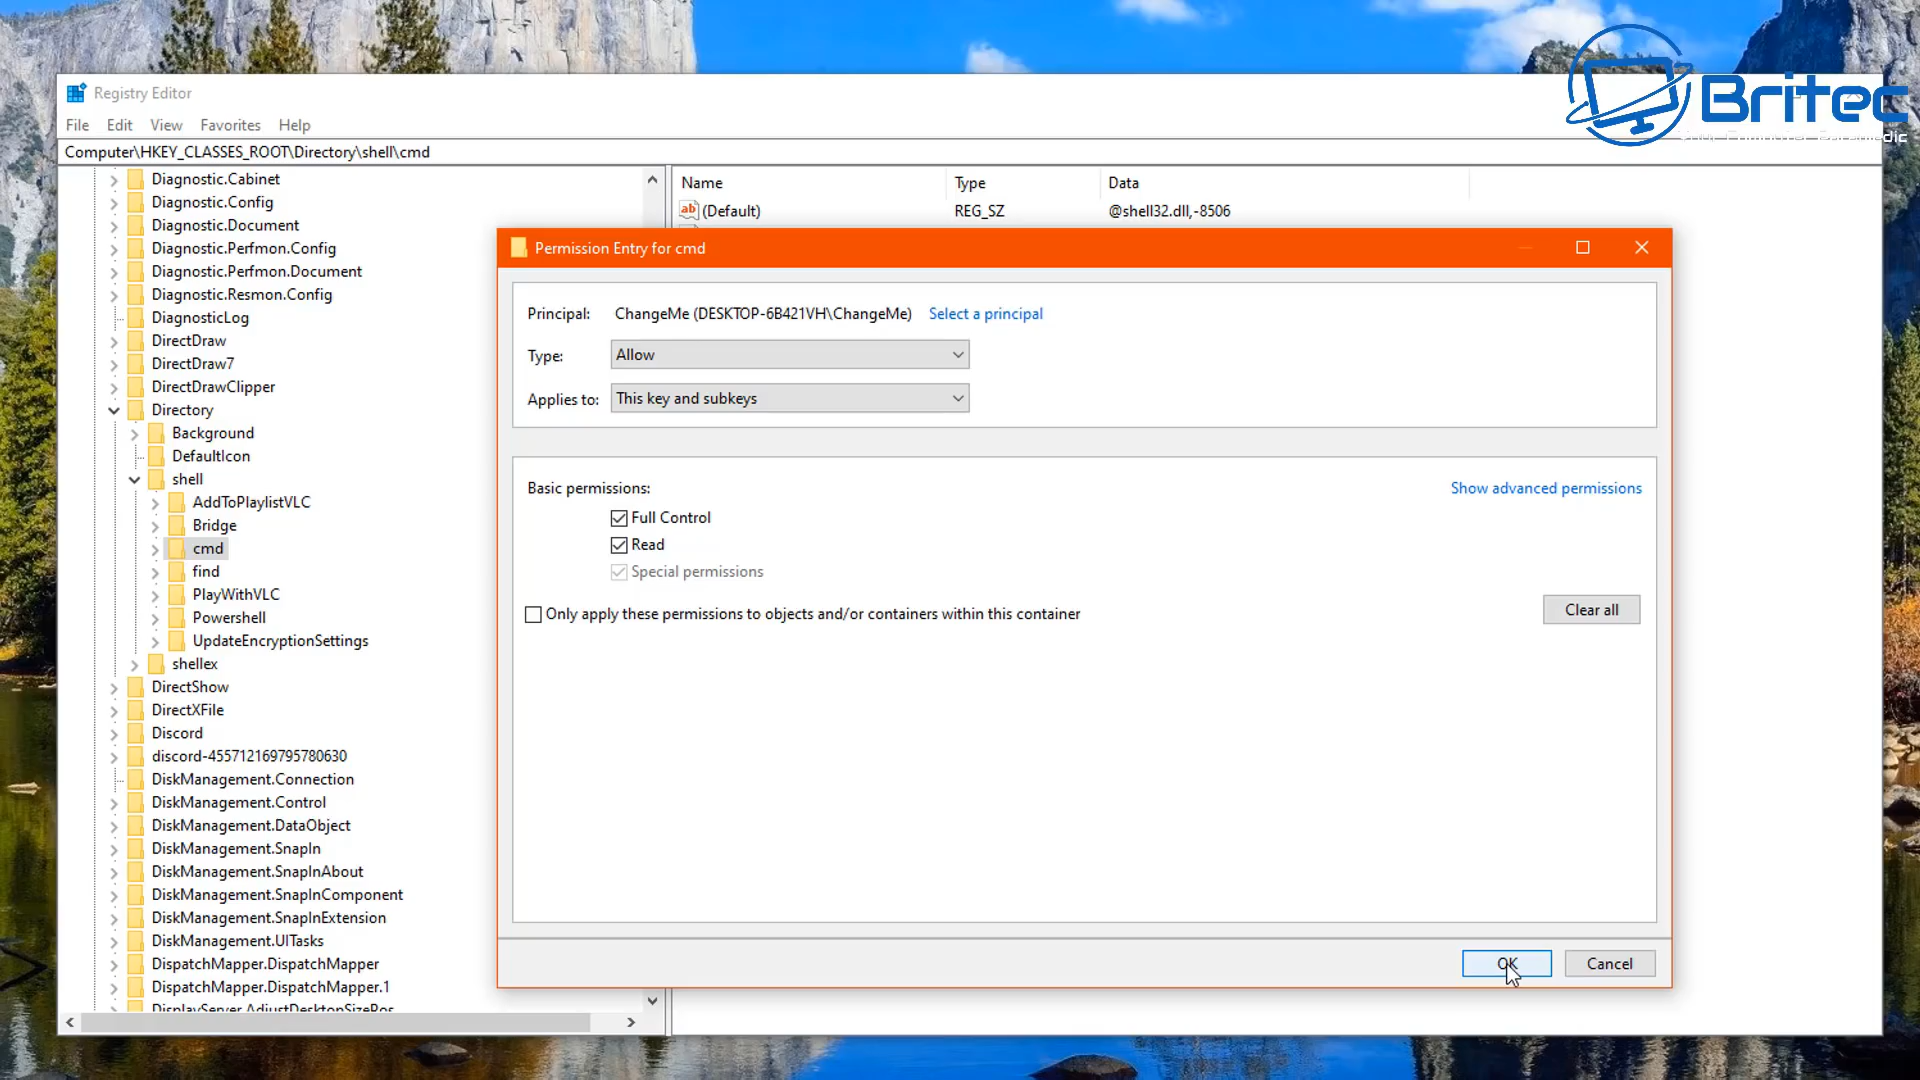 Britec
Your Computer Paramedic
Registry Editor
File Edit View Favorites Help
Computer\HKEY_CLASSES_ROOT\Directory\shell\cmd
Diagnostic.Cabinet
Diagnostic.Config
Diagnostic.Document
Diagnostic.Perfmon.Config
Diagnostic.Perfmon.Document
Diagnostic.Resmon.Config
DiagnosticLog
DirectDraw
DirectDraw7
DirectDrawClipper
Directory
Background
DefaultIcon
shell
AddToPlaylistVLC
Bridge
cmd
find
PlayWithVLC
Powershell
UpdateEncryptionSettings
shellex
DirectShow
DirectXFile
Discord
discord-455712169795780630
DiskManagement.Connection
DiskManagement.Control
DiskManagement.DataObject
DiskManagement.SnapIn
DiskManagement.SnapInAbout
DiskManagement.SnapInComponent
DiskManagement.SnapInExtension
DiskManagement.UITasks
DispatchMapper.DispatchMapper
DispatchMapper.DispatchMapper.1
DisplayServer.AdjustDesktopSizePos
Name Type Data
ab (Default) REG_SZ @shell32.dll,-8506
Permission Entry for cmd
Principal: ChangeMe (DESKTOP-6B421VH\ChangeMe) Select a principal
Type: Allow
Applies to: This key and subkeys
Basic permissions: Show advanced permissions
Full Control
Read
Special permissions
Only apply these permissions to objects and/or containers within this container Clear all
OK Cancel